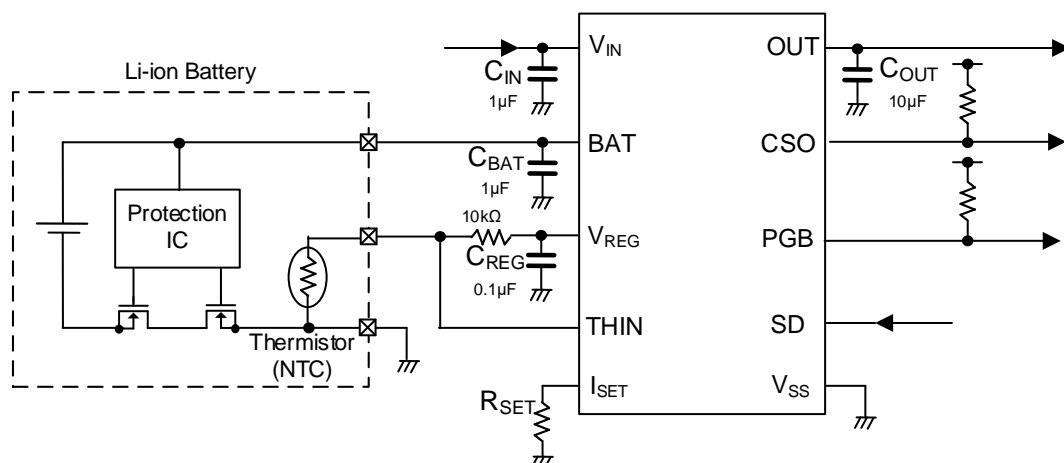 Li-ion Battery
Protection
IC
Thermistor
(NTC)
CIN
1μF
CBAT
1μF
10kΩ
CREG
0.1μF
RSET
VIN
BAT
VREG
THIN
ISET
OUT
CSO
PGB
SD
VSS
COUT
10μF